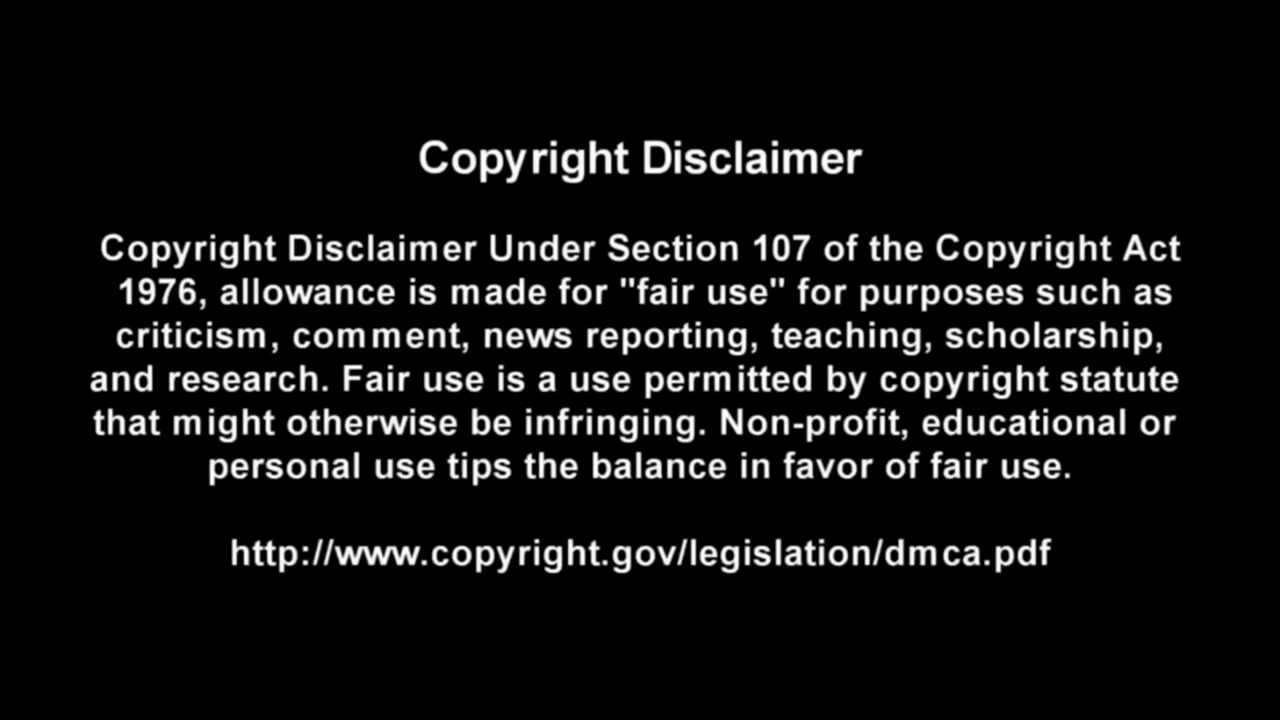 Copyright Disclaimer
Copyright Disclaimer Under Section 107 of the Copyright Act
1976, allowance is made for "fair use" for purposes such as
criticism, comment, news reporting, teaching, scholarship,
and research. Fair use is a use permitted by copyright statute
that might otherwise be infringing. Non-profit, educational or
personal use tips the balance in favor of fair use.
http://www.copyright.gov/legislation/dmca.pdf